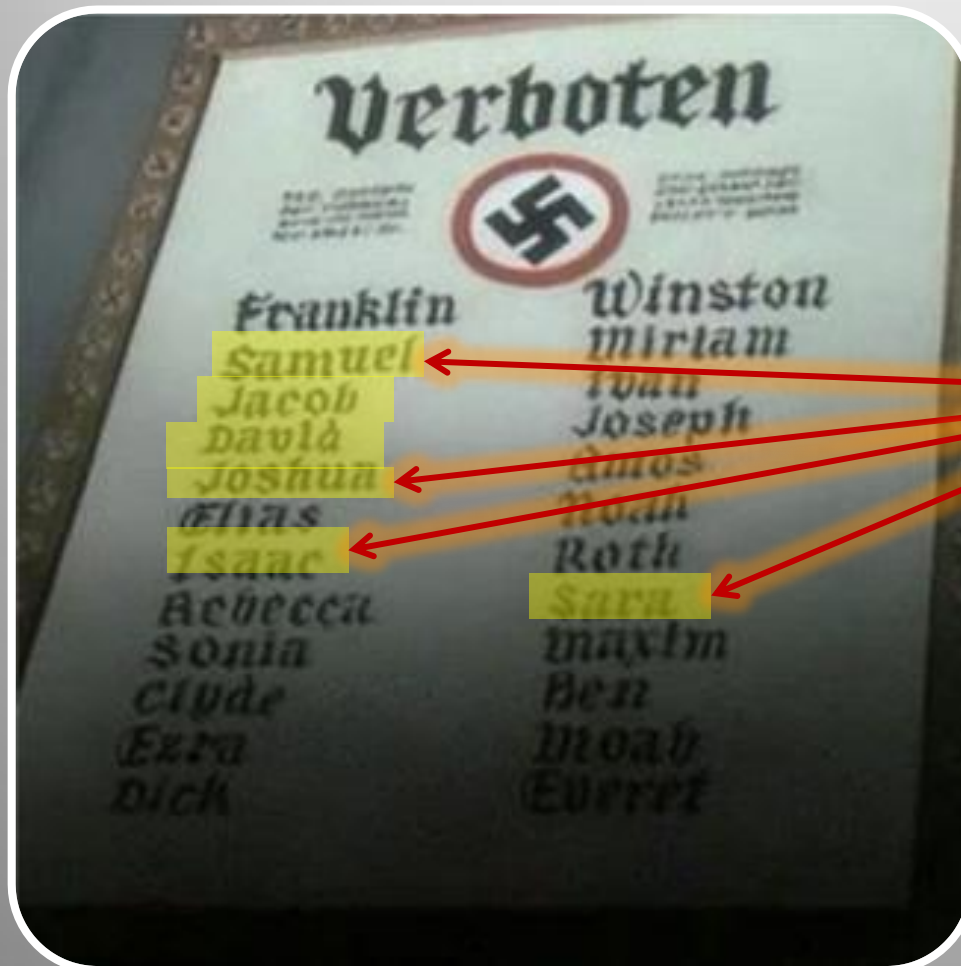 Verboten
Franklin
Samuel
Jacob
David
Joshua
Elias
Isaac
Rebecca
Sonia
Clyde
Ezra
Dick
Winston
Miriam
Ivan
Joseph
Amos
Noah
Roth
Sara
Maxim
Ben
Moab
Everet